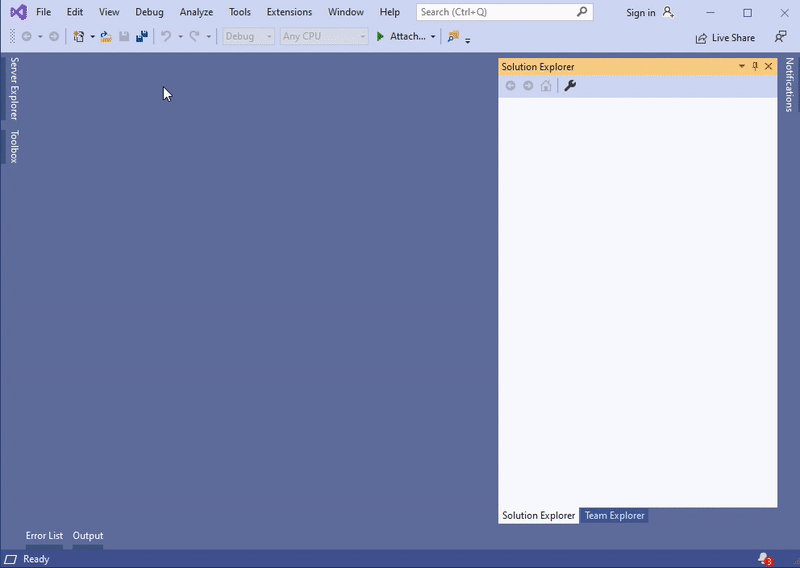 File Edit View Debug Analyze Tools Extensions Window Help Search (Ctrl+Q) Sign in
Debug Any CPU Attach... Live Share
Server Explorer
Toolbox
Solution Explorer
Notifications
Solution Explorer Team Explorer
Error List Output
Ready 3